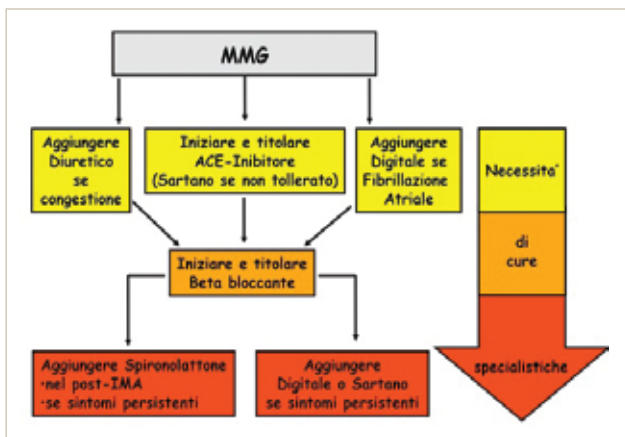 MMG
Aggiungere
Diuretico
se
congestione
Iniziare e titolare
ACE-Inibitore
(Sartano se non tollerato)
Aggiungere
Digitale se
Fibrillazione
Atriale
Necessita'
di
cure
specialistiche
Iniziare e titolare
Beta bloccante
Aggiungere Spironolattone
•nel post-IMA
•se sintomi persistenti
Aggiungere
Digitale o Sartano
se sintomi persistenti